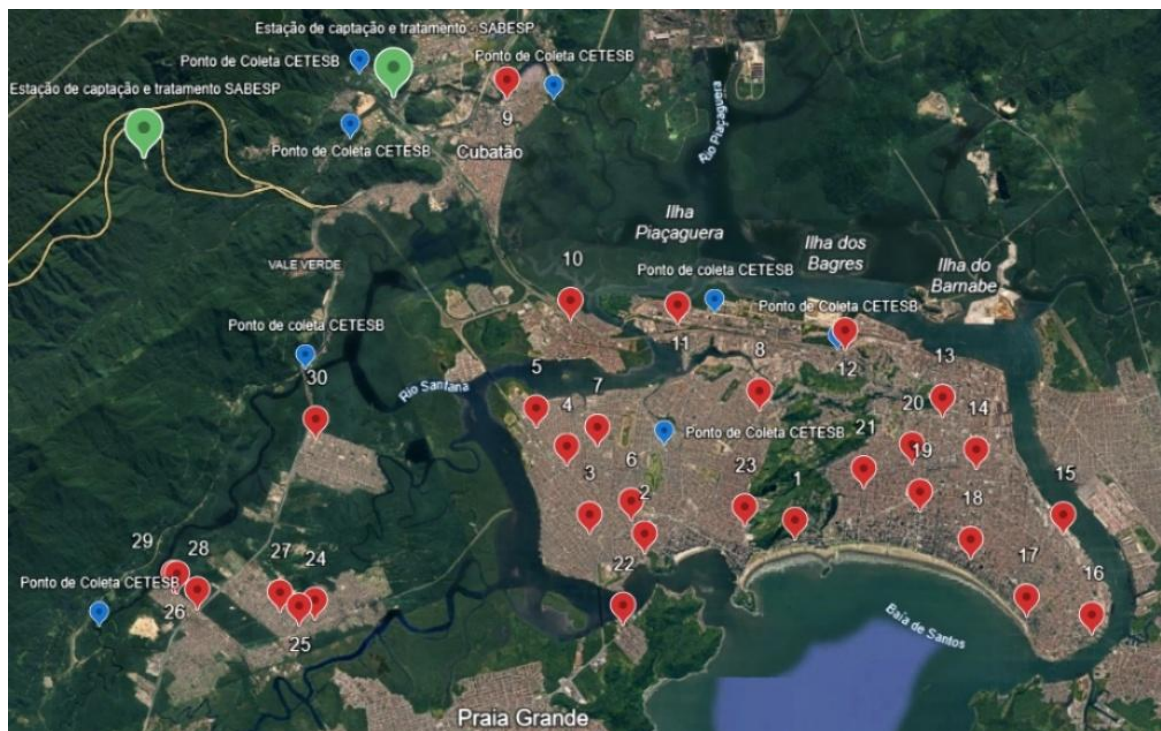 Estação de captação e tratamento - SABESP
Ponto de Coleta CETESB
Ponto de Coleta CETESB
Estação de captação e tratamento SABESP
9
Ponto de Coleta CETESB
Cubatão
Rio Piaçaguera
Ilha
Piaçaguera
Ilha dos
Bagres
Ilha do
Barnabe
VALE VERDE
10
Ponto de coleta CETESB
Ponto de Coleta CETESB
Ponto de coleta CETESB
30
5
11
8
12
13
Rio Santana
4
7
20
14
21
Ponto de Coleta CETESB
3
6
19
2
23
1
18
15
29
28
27
24
22
17
16
Ponto de Coleta CETESB
26
25
Baía de Santos
Praia Grande